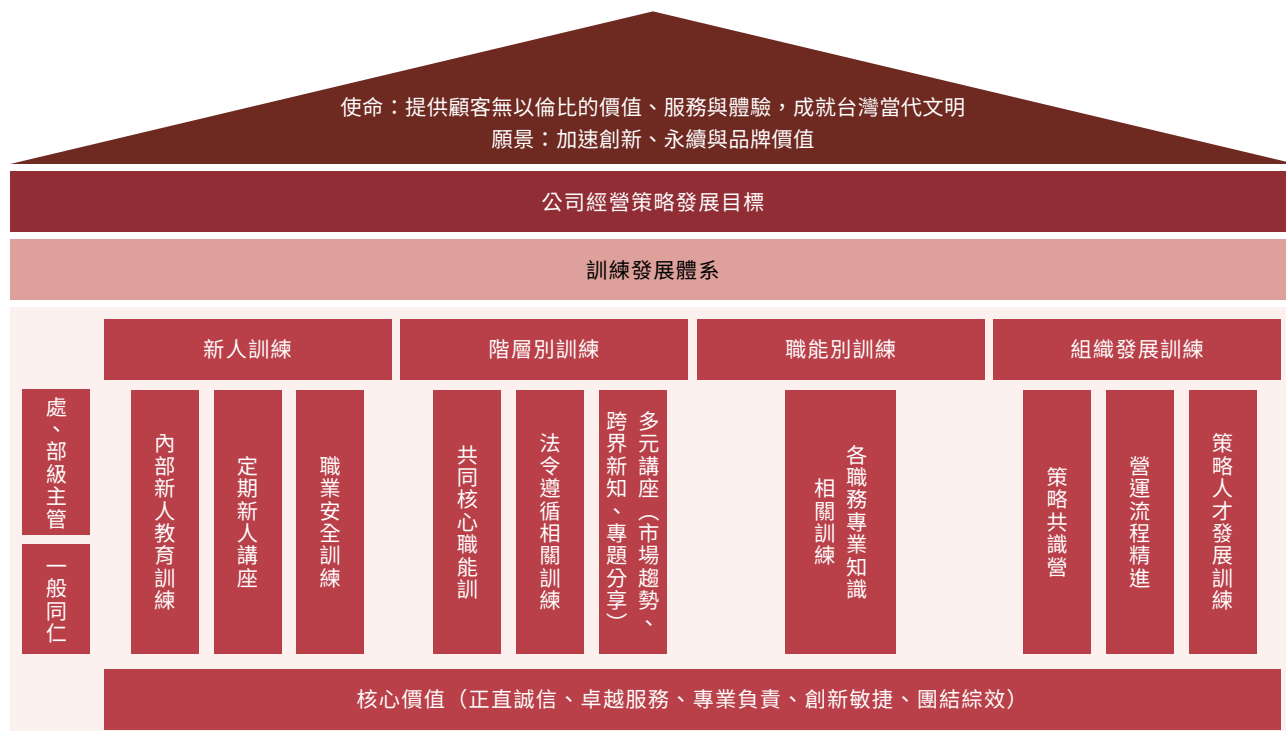 使命：提供顧客無以倫比的價值、服務與體驗，成就台灣當代文明
願景：加速創新、永續與品牌價值
公司經營策略發展目標
訓練發展體系
新人訓練
階層別訓練
職能別訓練
組織發展訓練
處、部級主管
一般同仁
內部新人教育訓練
定期新人講座
職業安全訓練
共同核心職能訓
法令遵循相關訓練
多元講座（市場趨勢、
跨界新知、專題分享）
各職務專業知識
相關訓練
策略共識營
營運流程精進
策略人才發展訓練
核心價值（正直誠信、卓越服務、專業負責、創新敏捷、團結綜效）